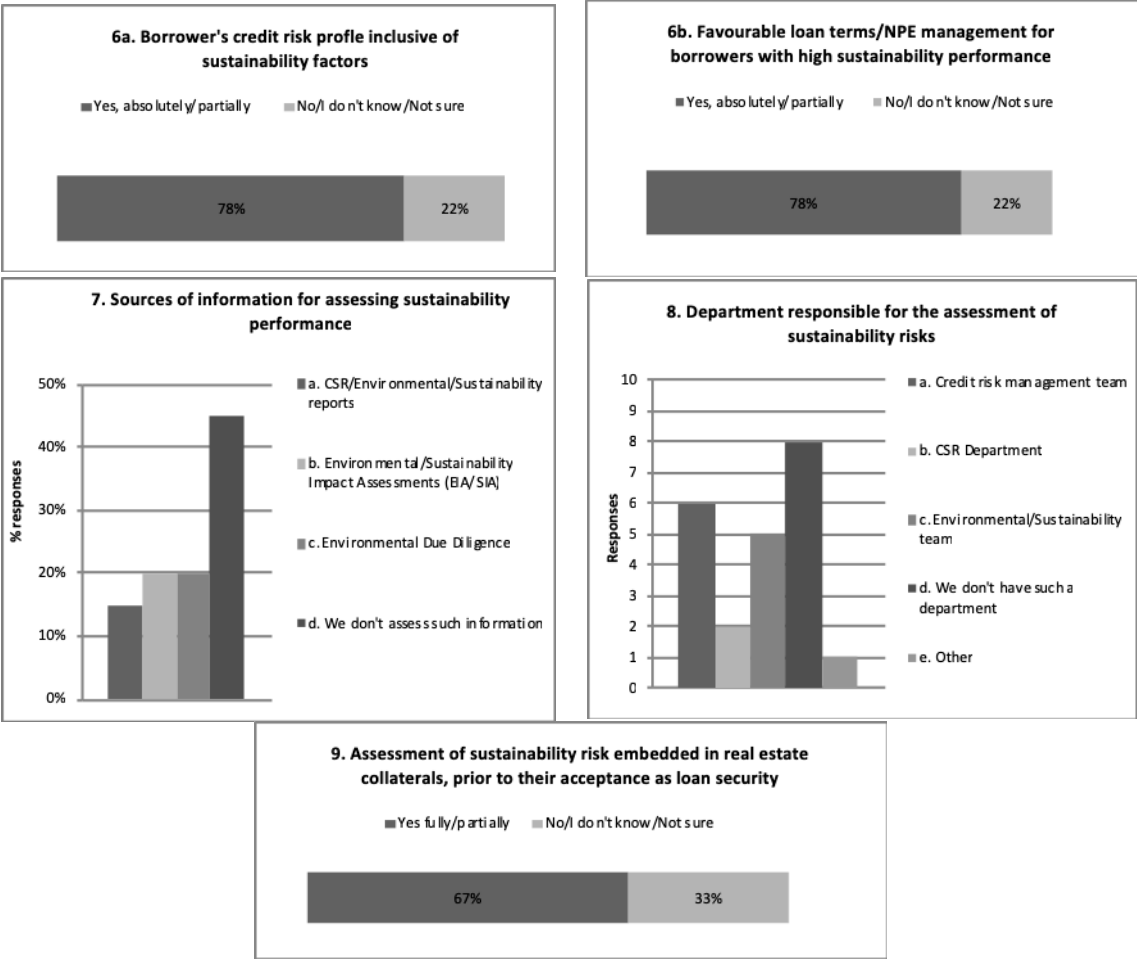 6a. Borrower's credit risk profle inclusive of
sustainability factors
Yes, absolutely/partially
No/I don't know/Not sure
78%
22%
6b. Favourable loan terms/NPE management for
borrowers with high sustainability performance
Yes, absolutely/partially
No/I don't know/Not sure
78%
22%
7. Sources of information for assessing sustainability
performance
% responses
50%
40%
30%
20%
10%
0%
a. CSR/Environmental/Sustainability
reports
b. Environmental/Sustainability
Impact Assessments (EIA/SIA)
c. Environmental Due Diligence
d. We don't assess such information
8. Department responsible for the assessment of
sustainability risks
Responses
10
9
8
7
6
5
4
3
2
1
0
a. Credit risk management team
b. CSR Department
c. Environmental/Sustainability
team
d. We don't have such a
department
e. Other
9. Assessment of sustainability risk embedded in real estate
collaterals, prior to their acceptance as loan security
Yes fully/partially
No/I don't know/Not sure
67%
33%